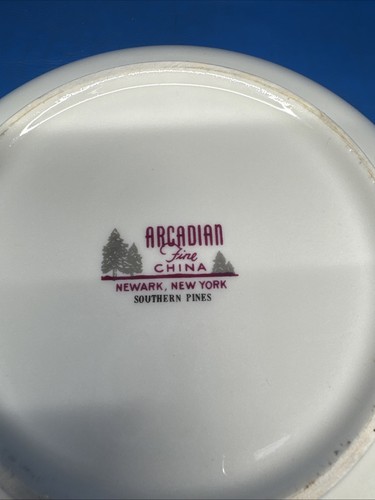 ARCADIAN
Fine
CHINA
NEWARK, NEW YORK
SOUTHERN PINES